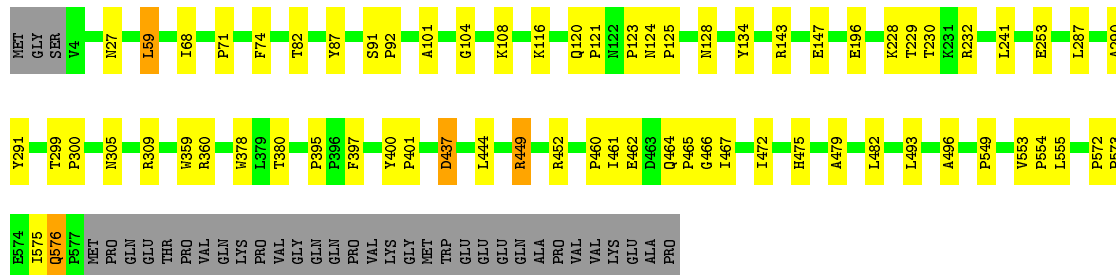 MET GLY SER V4 N27 L59 I68 P71 F74 T82 Y87 S91 P92 A101 G104 K108 K116 Q120 P121 N122 P123 N124 P125 N128 Y134 R143 E147 E196 K228 T229 T230 K231 R232 L241 E253 L287 A290
Y291 T299 P300 N305 R309 W359 R360 W378 L379 T380 P395 P396 F397 Y400 P401 D437 L444 R449 R452 P460 I461 E462 D463 Q464 P465 G466 I467 I472 H475 A479 L482 L493 A496 P549 V553 P554 L555 P572
E574 I575 Q576 P577 MET PRO GLN GLU THR PRO VAL GLN LYS PRO VAL GLY GLN GLN PRO VAL LYS GLY MET TRP GLU GLU GLU GLN ALA PRO VAL VAL LYS GLU ALA PRO